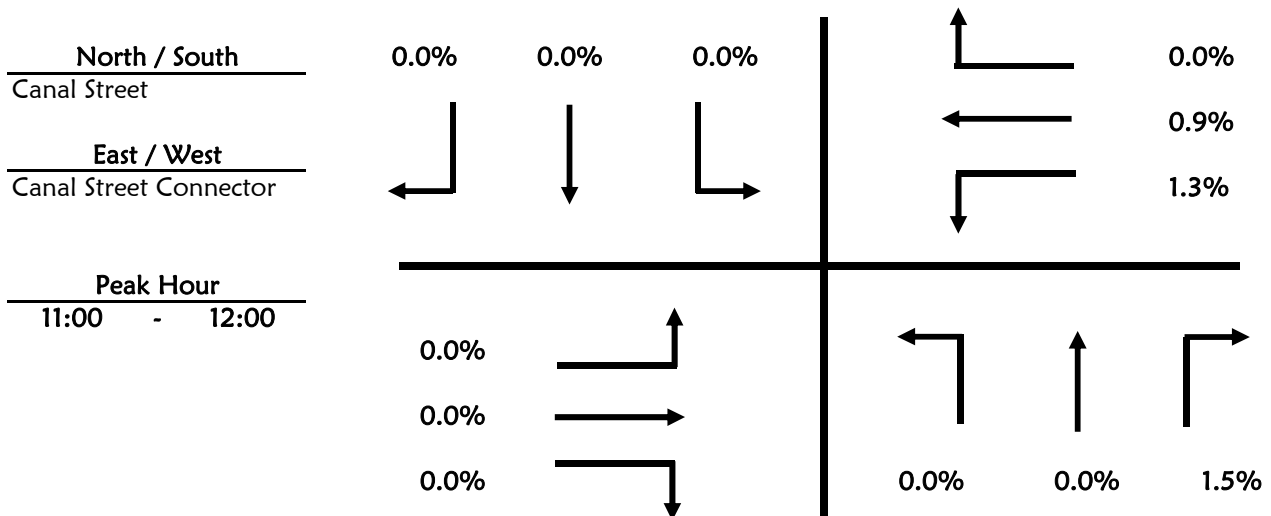 North / South
Canal Street
East / West
Canal Street Connector
Peak Hour
11:00 - 12:00
0.0% 0.0% 0.0%
0.0%
0.9%
1.3%
0.0%
0.0%
0.0%
0.0% 0.0% 1.5%